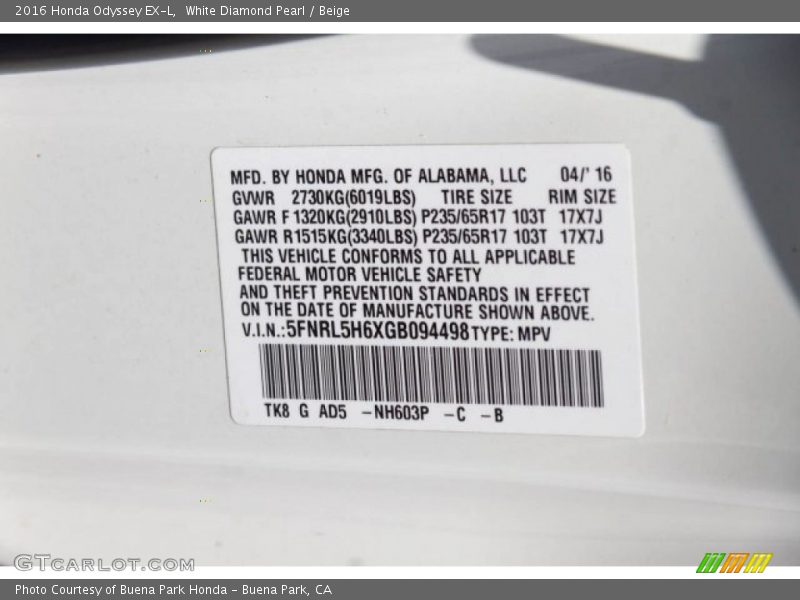 2016 Honda Odyssey EX-L,  White Diamond Pearl / Beige
MFD. BY HONDA MFG. OF ALABAMA, LLC 04/' 16
GVWR 2730KG(6019LBS) TIRE SIZE RIM SIZE
GAWR F 1320KG(2910LBS) P235/65R17 103T 17X7J
GAWR R1515KG(3340LBS) P235/65R17 103T 17X7J
THIS VEHICLE CONFORMS TO ALL APPLICABLE
FEDERAL MOTOR VEHICLE SAFETY
AND THEFT PREVENTION STANDARDS IN EFFECT
ON THE DATE OF MANUFACTURE SHOWN ABOVE.
V.I.N.:5FNRL5H6XGB094498 TYPE: MPV
TK8 G AD5 -NH603P -C -B
GTCARLOT.COM
Photo Courtesy of Buena Park Honda - Buena Park, CA